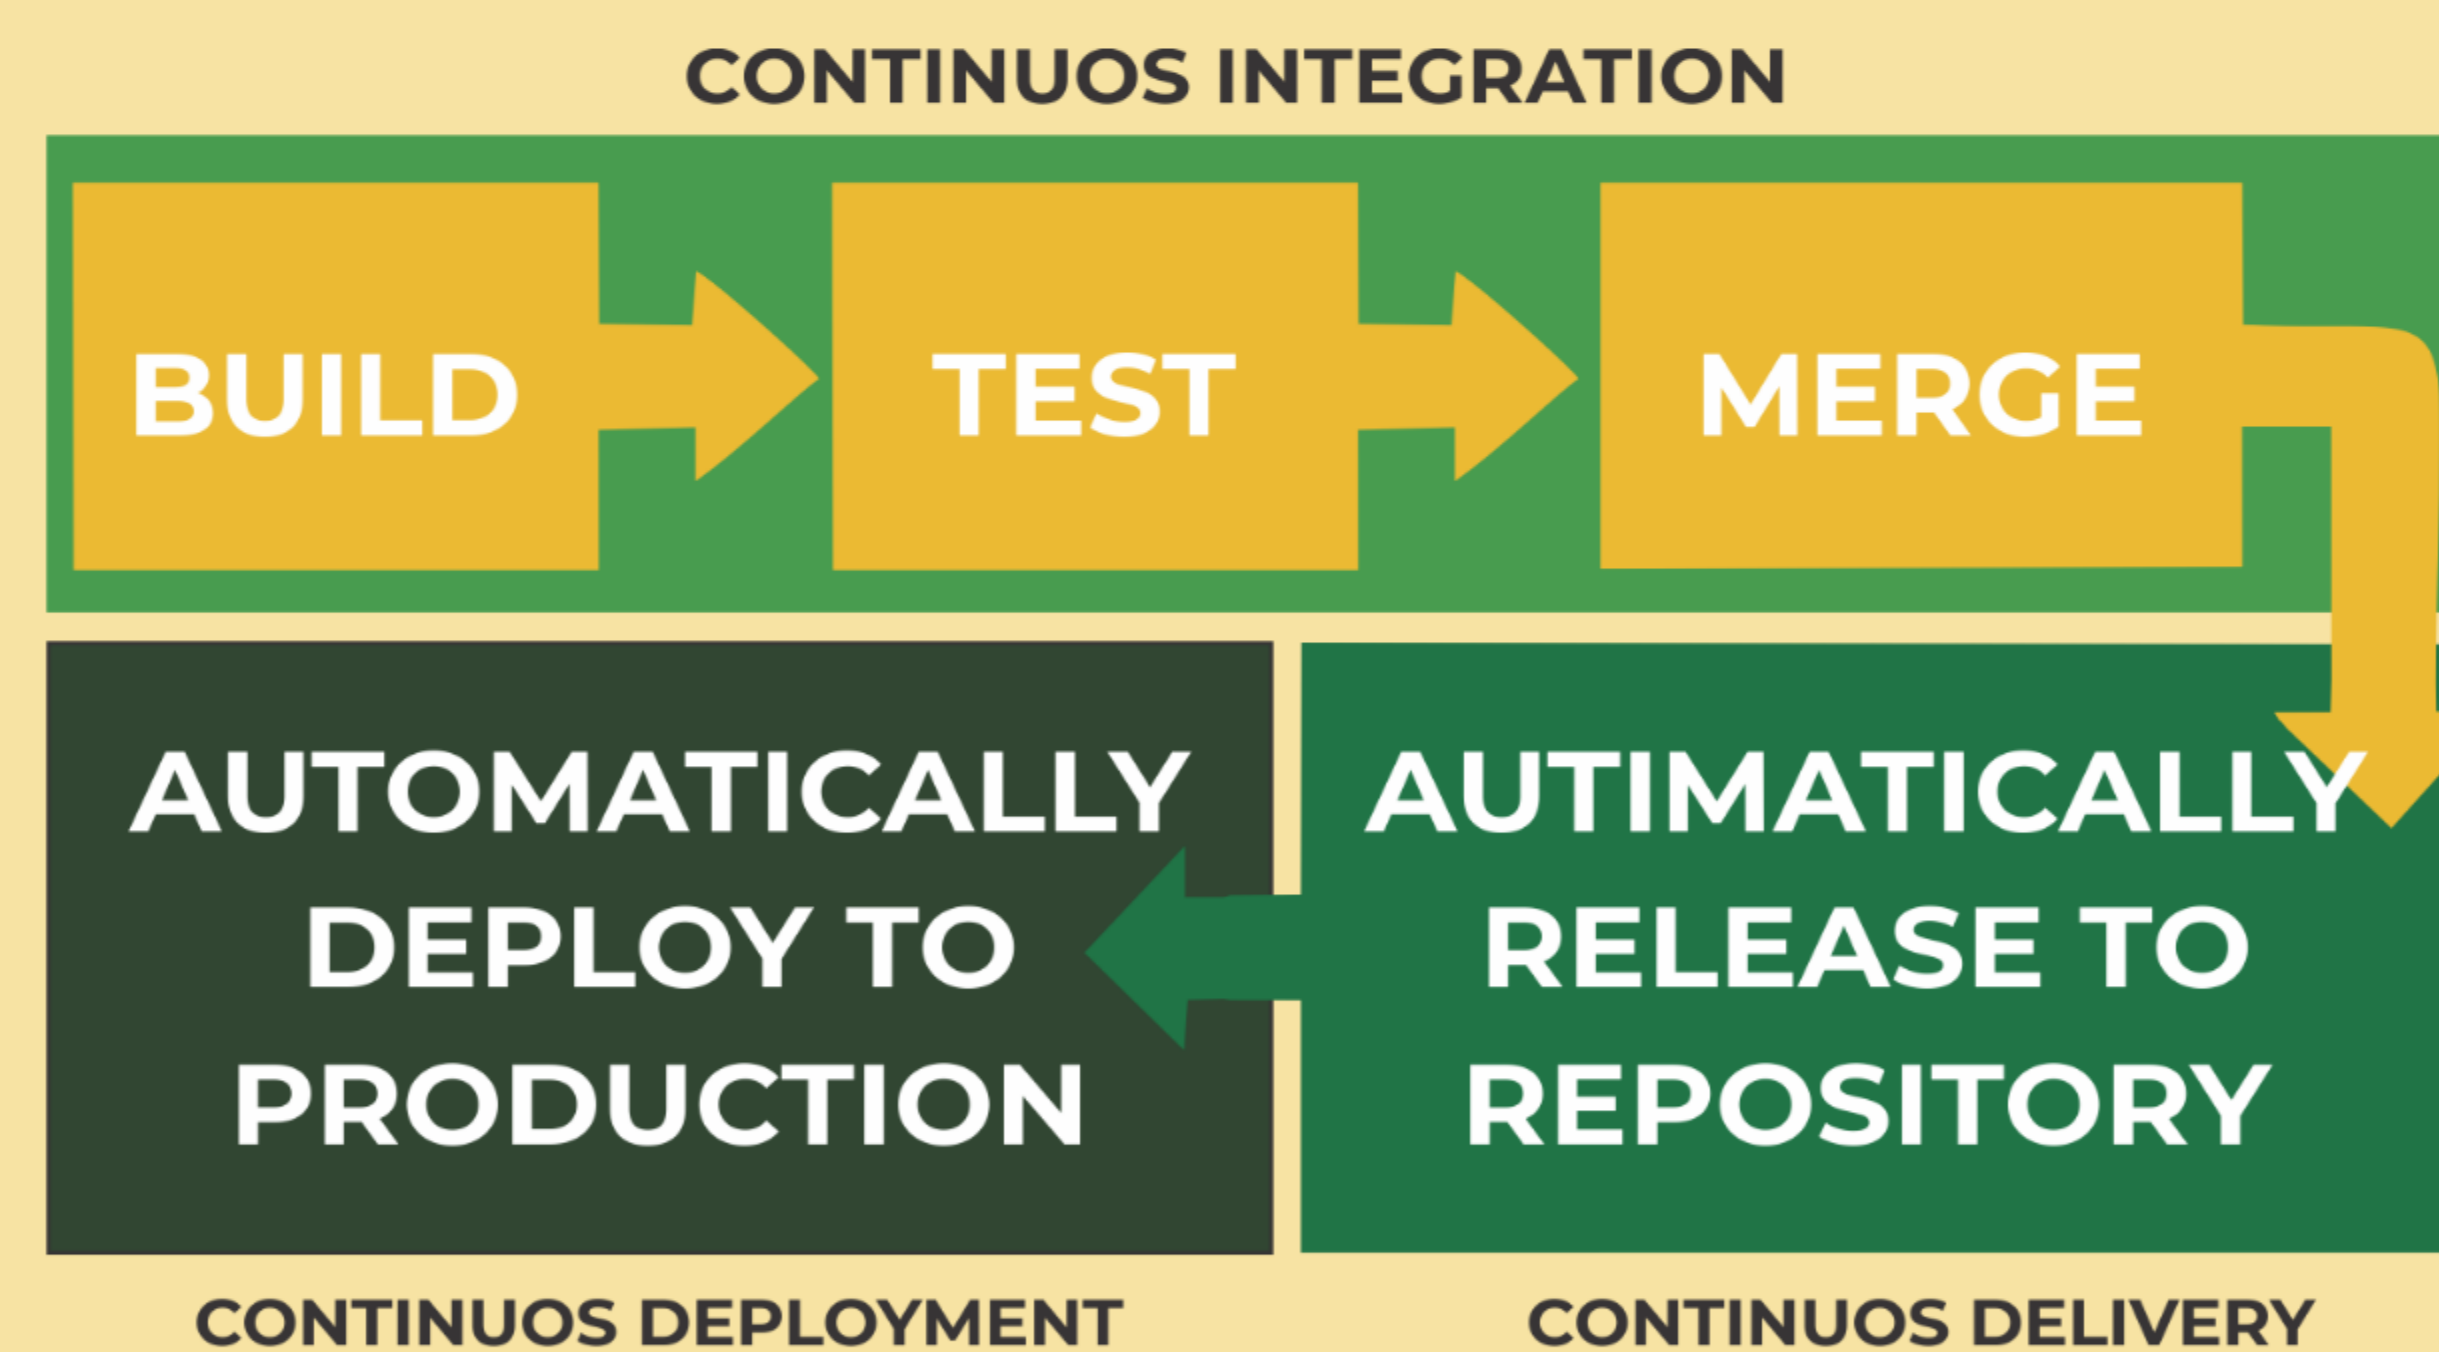 CONTINUOS INTEGRATION
BUILD
TEST
MERGE
AUTOMATICALLY
DEPLOY TO
PRODUCTION
AUTIMATICALLY
RELEASE TO
REPOSITORY
CONTINUOS DEPLOYMENT
CONTINUOS DELIVERY